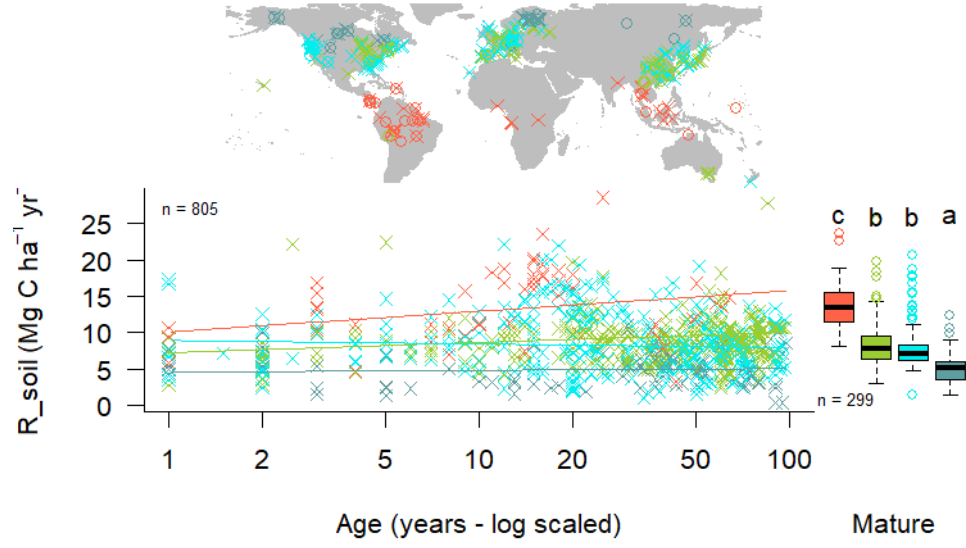 n = 805
R_soil (Mg C ha⁻¹ yr⁻
25
20
15
10
5
0
1 2 5 10 20 50 100
Age (years - log scaled)
c b b a
n = 299
Mature